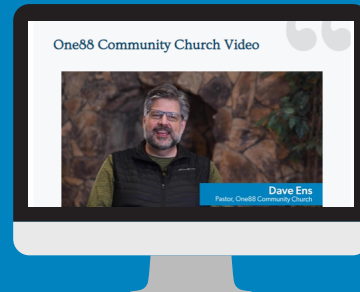 One88 Community Church Video
Dave Ens
Pastor, One88 Community Church